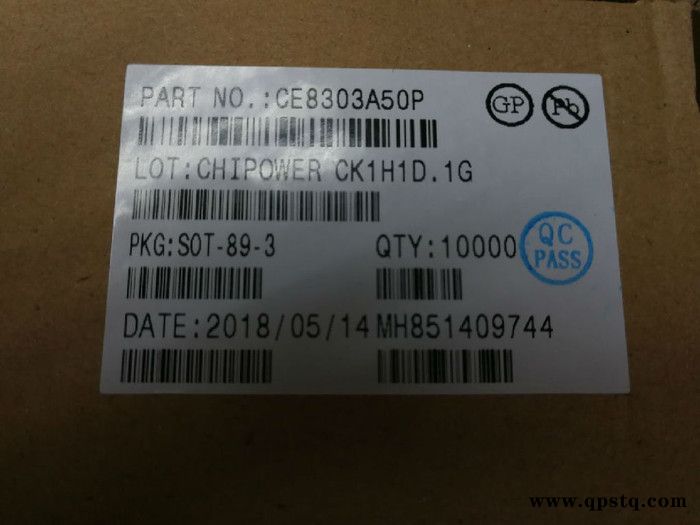 PART NO.:CE8303A50P
GP
Pb
LOT:CHIPOWER CK1H1D.1G
PKG:SOT-89-3
QTY:10000
QC
PASS
DATE:2018/05/14
MH851409744
www.qpstq.com